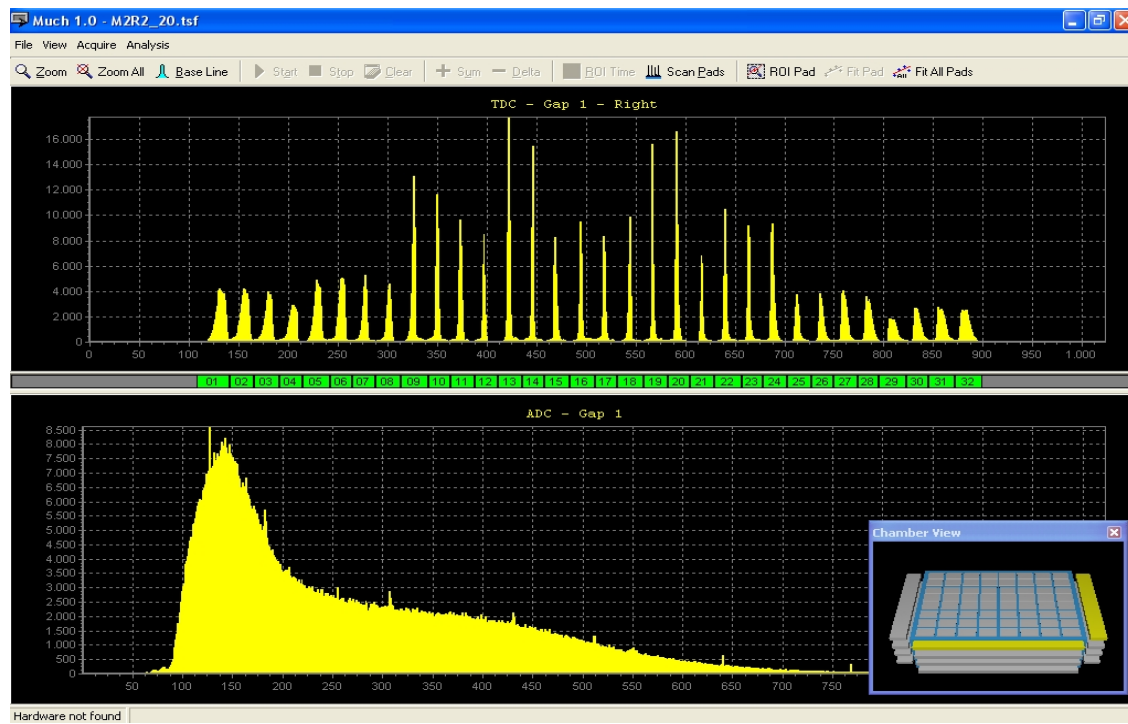 Much 1.0 - M2R2_20.tsf
File View Acquire Analysis
Zoom Zoom All Base Line Start Stop Clear Sum Delta ROI Time Scan Pads ROI Pad Fit Pad Fit All Pads
TDC - Gap 1 - Right
16.000
14.000
12.000
10.000
8.000
6.000
4.000
2.000
0
0 50 100 150 200 250 300 350 400 450 500 550 600 650 700 750 800 850 900 950 1.000
01 02 03 04 05 06 07 08 09 10 11 12 13 14 15 16 17 18 19 20 21 22 23 24 25 26 27 28 29 30 31 32
ADC - Gap 1
8.500
8.000
7.500
7.000
6.500
6.000
5.500
5.000
4.500
4.000
3.500
3.000
2.500
2.000
1.500
1.000
500
0
50 100 150 200 250 300 350 400 450 500 550 600 650 700 750
Chamber View
Hardware not found